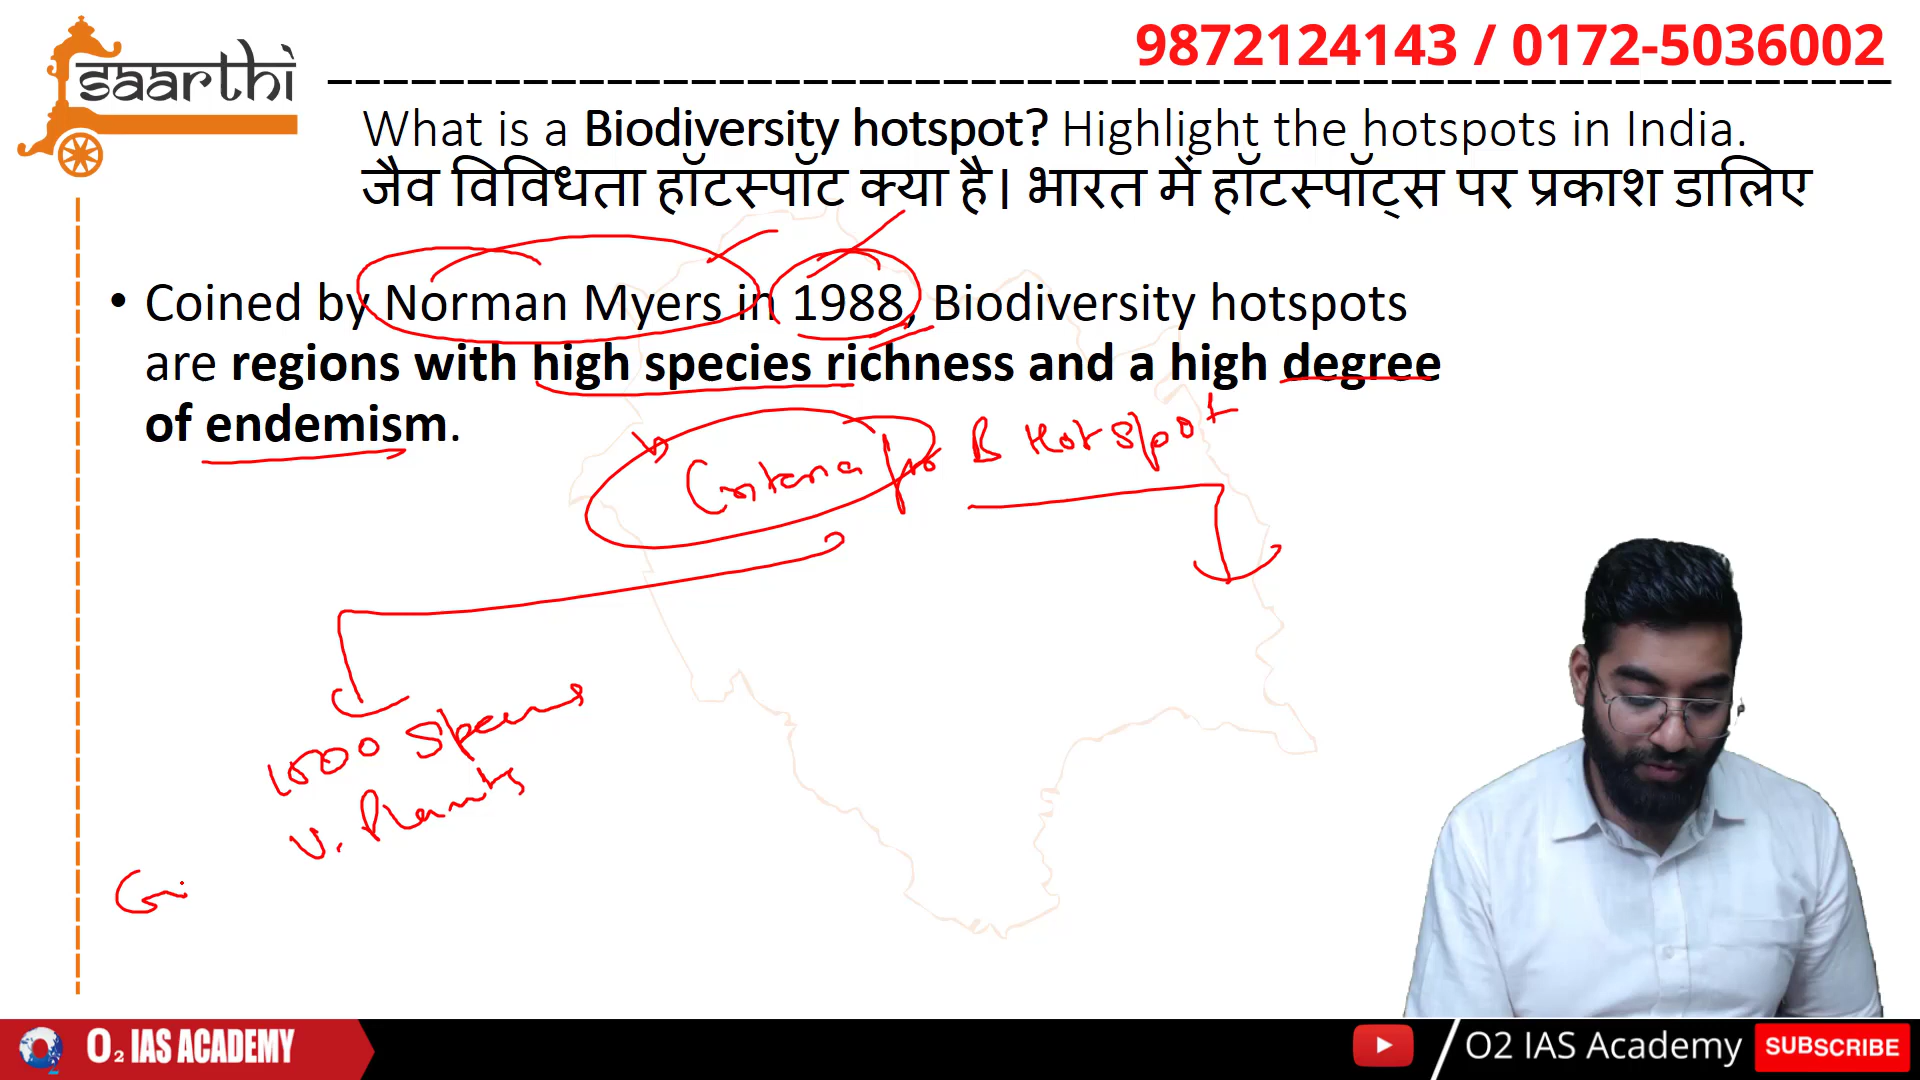 saarthi
9872124143 / 0172-5036002
What is a Biodiversity hotspot? Highlight the hotspots in India.
जैव विविधता हॉटस्पॉट क्या है। भारत में हॉटस्पॉट्स पर प्रकाश डालिए
• Coined by Norman Myers in 1988, Biodiversity hotspots
are regions with high species richness and a high degree
of endemism.
Criteria for B HotSpot
1500 Species
V. Plants
O2 IAS ACADEMY
O2 IAS Academy SUBSCRIBE